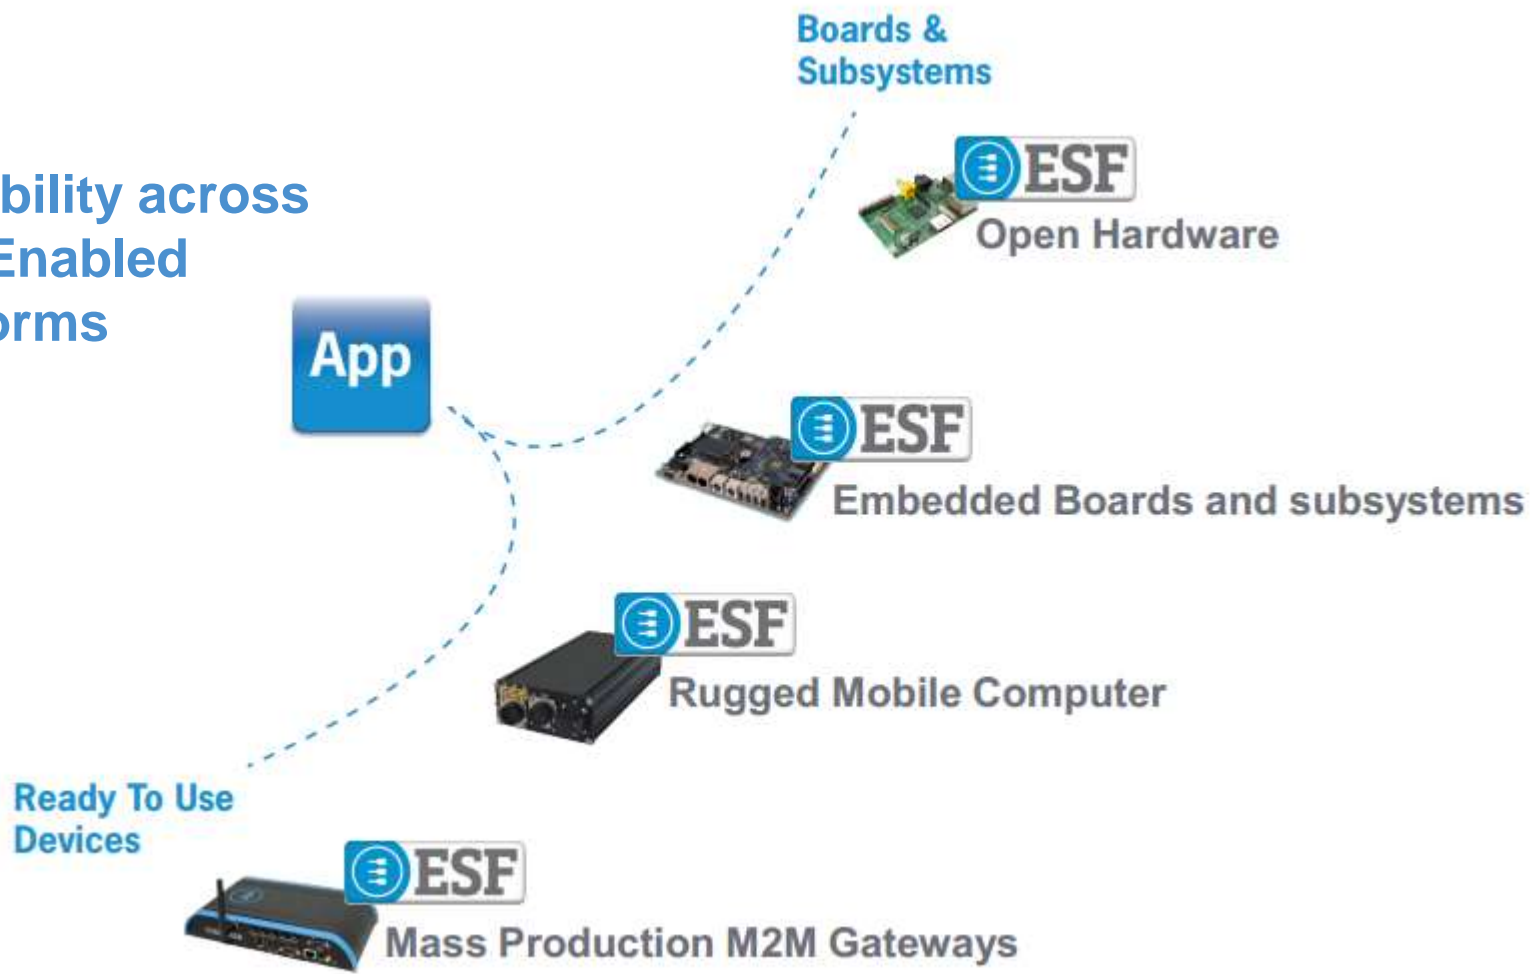 Boards &
Subsystems
ESF
Open Hardware
bility across
Enabled
orms
App
ESF
Embedded Boards and subsystems
ESF
Rugged Mobile Computer
Ready To Use
Devices
ESF
Mass Production M2M Gateways